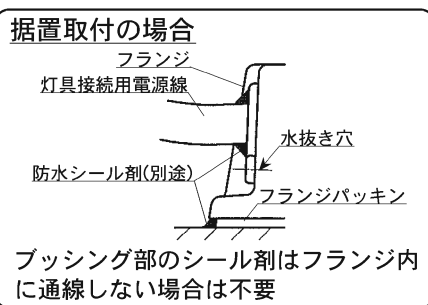 据置取付の場合
フランジ
灯具接続用電源線
水抜き穴
防水シール剤(別途)
フランジパッキン
ブッシング部のシール剤はフランジ内
に通線しない場合は不要